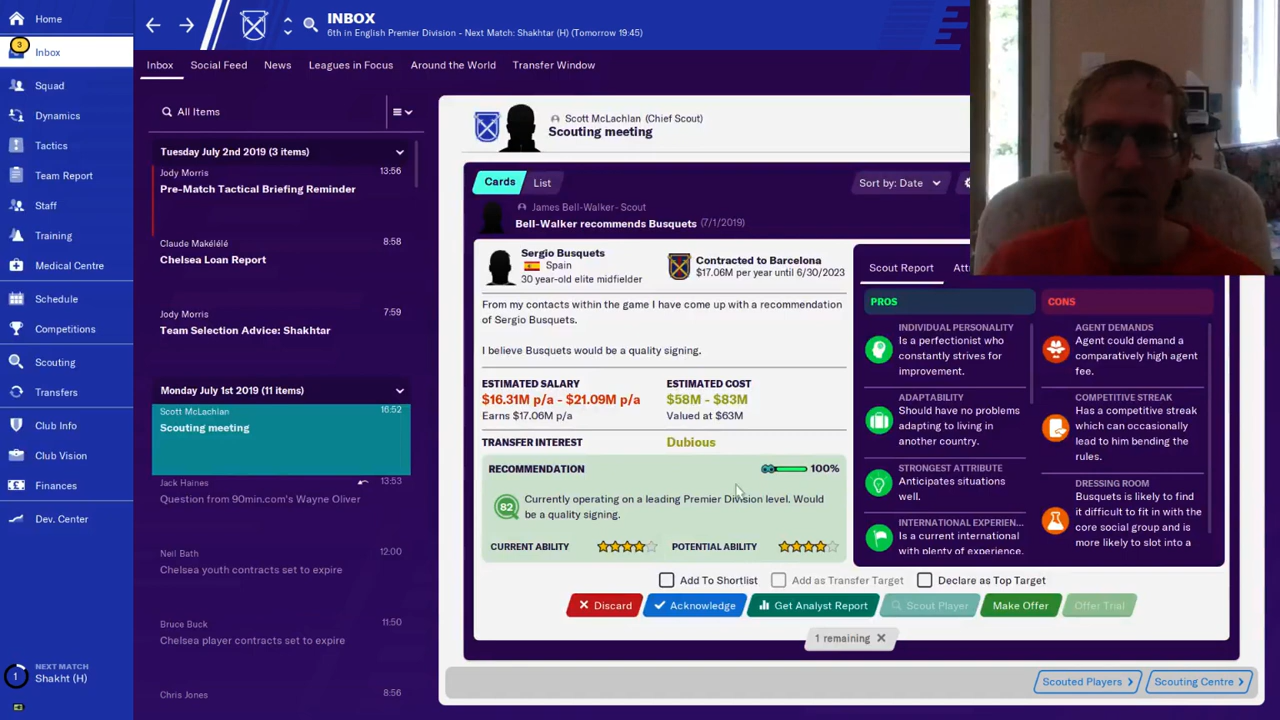 Home
3
Inbox
Squad
Dynamics
Tactics
Team Report
Staff
Training
Medical Centre
Schedule
Competitions
Scouting
Transfers
Club Info
Club Vision
Finances
Dev. Center
1
NEXT MATCH
Shakht (H)
INBOX
6th in English Premier Division - Next Match: Shakhtar (H) (Tomorrow 19:45)
Inbox
Social Feed
News
Leagues in Focus
Around the World
Transfer Window
All Items
Tuesday July 2nd 2019 (3 items)
Jody Morris 13:56
Pre-Match Tactical Briefing Reminder
Claude Makélélé 8:58
Chelsea Loan Report
Jody Morris 7:59
Team Selection Advice: Shakhtar
Monday July 1st 2019 (11 items)
Scott McLachlan 16:52
Scouting meeting
Jack Haines 13:53
Question from 90min.com's Wayne Oliver
Neil Bath 12:00
Chelsea youth contracts set to expire
Bruce Buck 11:50
Chelsea player contracts set to expire
Chris Jones 8:56
Scott McLachlan (Chief Scout)
Scouting meeting
Cards
List
Sort by: Date
James Bell-Walker- Scout
Bell-Walker recommends Busquets (7/1/2019)
Sergio Busquets
Spain
30 year-old elite midfielder
Contracted to Barcelona
$17.06M per year until 6/30/2023
From my contacts within the game I have come up with a recommendation
of Sergio Busquets.
I believe Busquets would be a quality signing.
ESTIMATED SALARY
$16.31M p/a - $21.09M p/a
Earns $17.06M p/a
ESTIMATED COST
$58M - $83M
Valued at $63M
TRANSFER INTEREST
Dubious
RECOMMENDATION
100%
82
Currently operating on a leading Premier Division level. Would
be a quality signing.
CURRENT ABILITY
POTENTIAL ABILITY
Scout Report
Att
PROS
INDIVIDUAL PERSONALITY
Is a perfectionist who
constantly strives for
improvement.
ADAPTABILITY
Should have no problems
adapting to living in
another country.
STRONGEST ATTRIBUTE
Anticipates situations
well.
INTERNATIONAL EXPERIEN...
Is a current international
with plenty of experience.
CONS
AGENT DEMANDS
Agent could demand a
comparatively high agent
fee.
COMPETITIVE STREAK
Has a competitive streak
which can occasionally
lead to him bending the
rules.
DRESSING ROOM
Busquets is likely to find
it difficult to fit in with the
core social group and is
more likely to slot into a
Add To Shortlist
Add as Transfer Target
Declare as Top Target
Discard
Acknowledge
Get Analyst Report
Scout Player
Make Offer
Offer Trial
1 remaining
Scouted Players
Scouting Centre